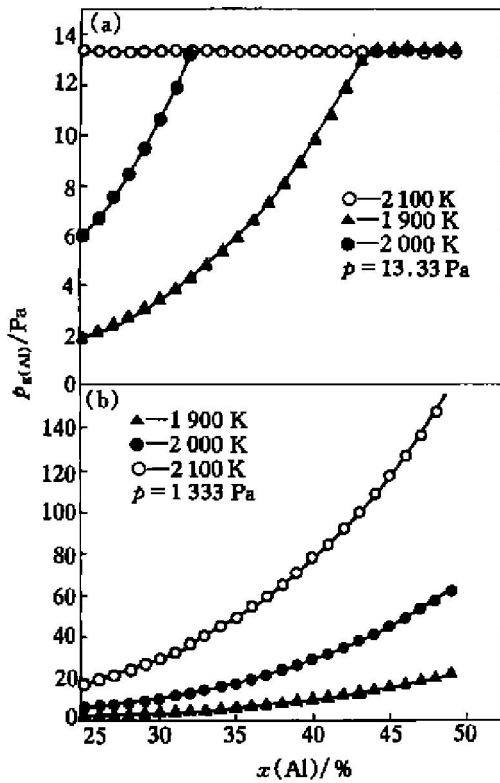 (a)
14
12
10
8
6
4
2
0
2 100 K
1 900 K
2 000 K
p = 13.33 Pa
p g(Al)/Pa
(b)
140
120
100
80
60
40
20
0
1 900 K
2 000 K
2 100 K
p = 1 333 Pa
25 30 35 40 45 50
x(Al)/%